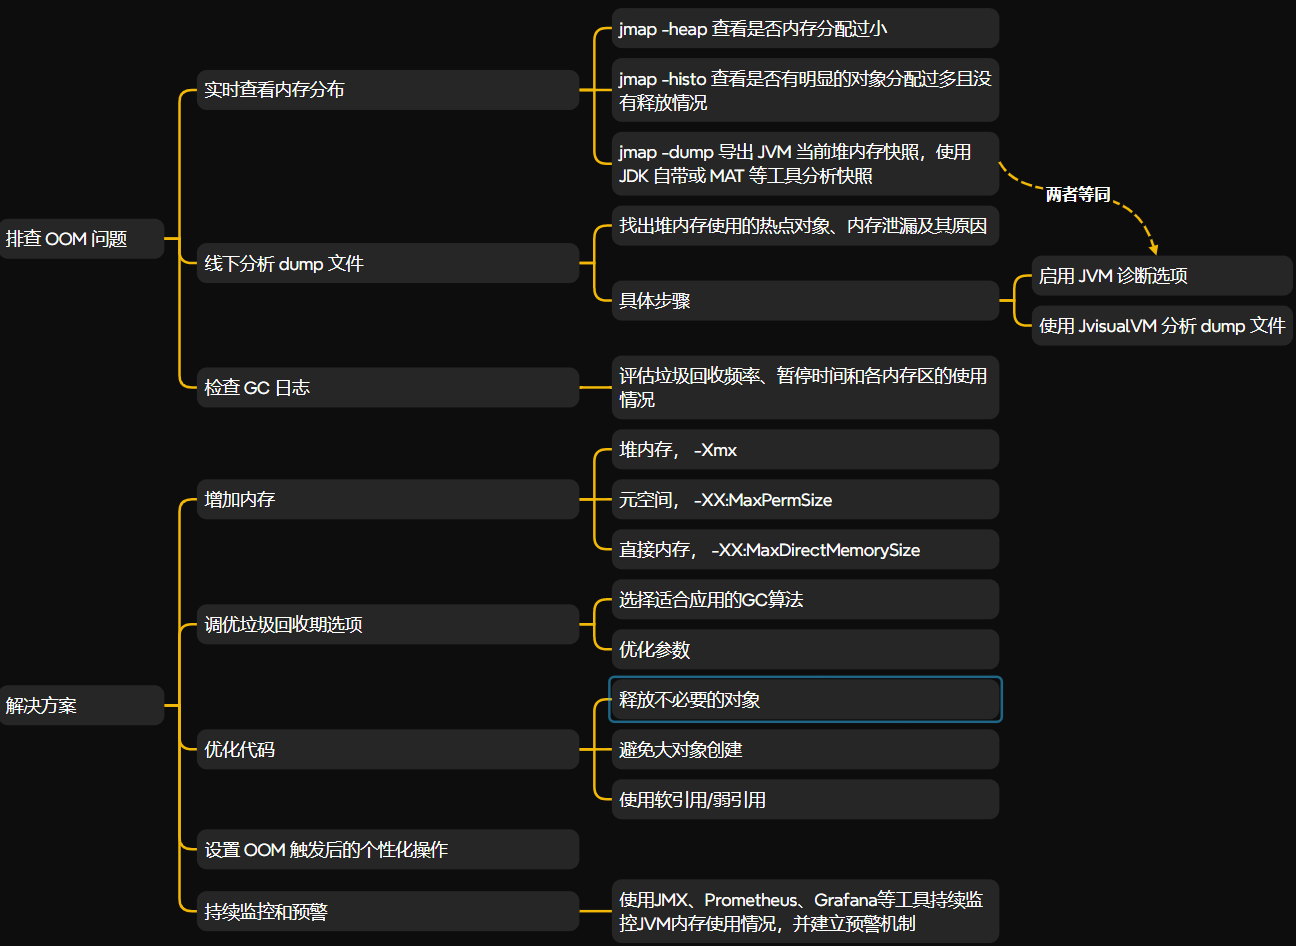 排查 OOM 问题
实时查看内存分布
jmap -heap 查看是否内存分配过小
jmap -histo 查看是否有明显的对象分配过多且没
有释放情况
jmap -dump 导出 JVM 当前堆内存快照，使用
JDK 自带或 MAT 等工具分析快照
两者等同
线下分析 dump 文件
找出堆内存使用的热点对象、内存泄漏及其原因
具体步骤
启用 JVM 诊断选项
使用 JvisualVM 分析 dump 文件
检查 GC 日志
评估垃圾回收频率、暂停时间和各内存区的使用
情况
解决方案
增加内存
堆内存， -Xmx
元空间， -XX:MaxPermSize
直接内存， -XX:MaxDirectMemorySize
调优垃圾回收期选项
选择适合应用的GC算法
优化参数
优化代码
释放不必要的对象
避免大对象创建
使用软引用/弱引用
设置 OOM 触发后的个性化操作
持续监控和预警
使用JMX、Prometheus、Grafana等工具持续监
控JVM内存使用情况，并建立预警机制